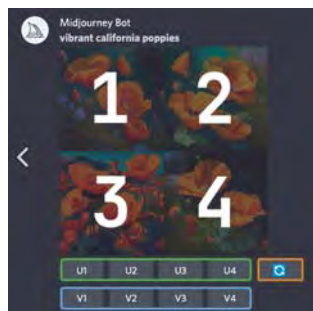 Midjourney Bot
vibrant california poppies
1 2
3 4
U1 U2 U3 U4
V1 V2 V3 V4